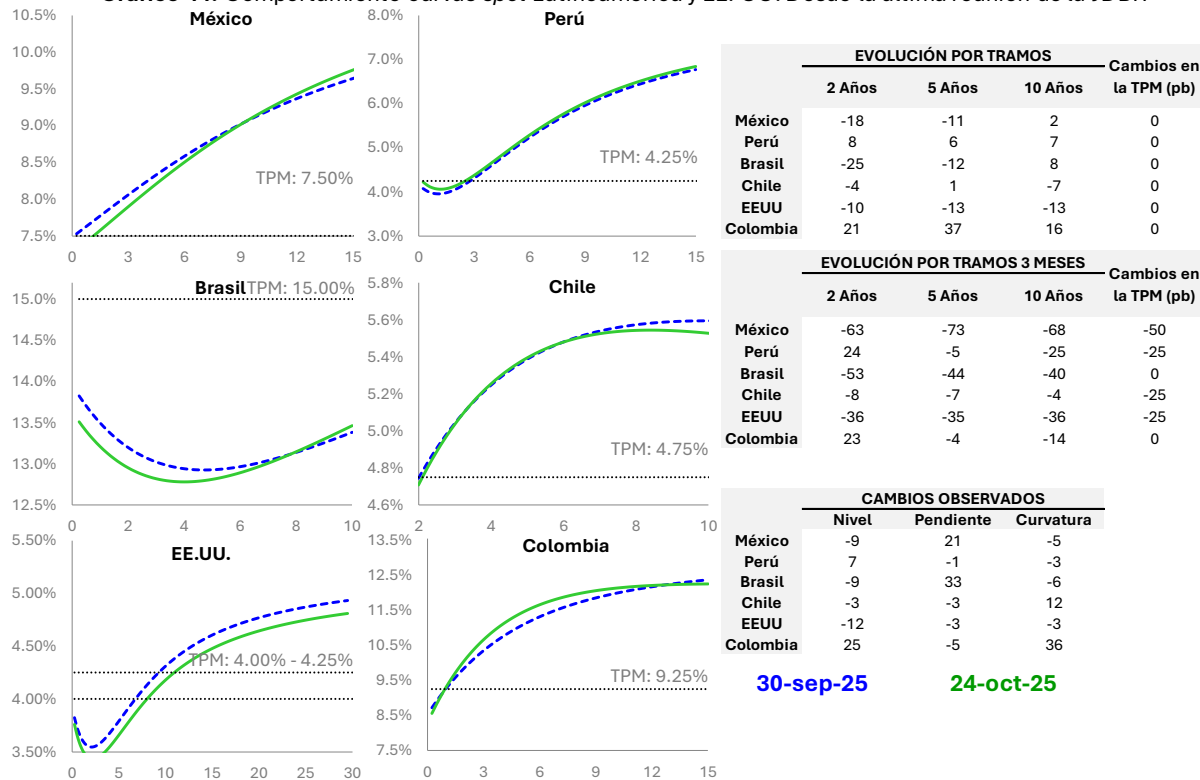 México
10.5%
10.0%
9.5%
9.0%
8.5%
8.0%
7.5%
TPM: 7.50%
0 3 6 9 12 15
Perú
8.0%
7.0%
6.0%
5.0%
4.0%
3.0%
TPM: 4.25%
0 3 6 9 12 15
Brasil TPM: 15.00%
15.0%
14.5%
14.0%
13.5%
13.0%
12.5%
0 2 4 6 8 10
Chile
5.8%
5.6%
5.4%
5.2%
5.0%
4.8%
4.6%
TPM: 4.75%
2 4 6 8 10
EE.UU.
5.50%
5.00%
4.50%
4.00%
3.50%
TPM: 4.00% - 4.25%
0 5 10 15 20 25 30
Colombia
13.5%
12.5%
11.5%
10.5%
9.5%
8.5%
7.5%
TPM: 9.25%
0 3 6 9 12 15
EVOLUCIÓN POR TRAMOS Cambios en
2 Años 5 Años 10 Años la TPM (pb)
México -18 -11 2 0
Perú 8 6 7 0
Brasil -25 -12 8 0
Chile -4 1 -7 0
EEUU -10 -13 -13 0
Colombia 21 37 16 0
EVOLUCIÓN POR TRAMOS 3 MESES Cambios en
2 Años 5 Años 10 Años la TPM (pb)
México -63 -73 -68 -50
Perú 24 -5 -25 -25
Brasil -53 -44 -40 0
Chile -8 -7 -4 -25
EEUU -36 -35 -36 -25
Colombia 23 -4 -14 0
CAMBIOS OBSERVADOS
Nivel Pendiente Curvatura
México -9 21 -5
Perú 7 -1 -3
Brasil -9 33 -6
Chile -3 -3 12
EEUU -12 -3 -3
Colombia 25 -5 36
30-sep-25 24-oct-25